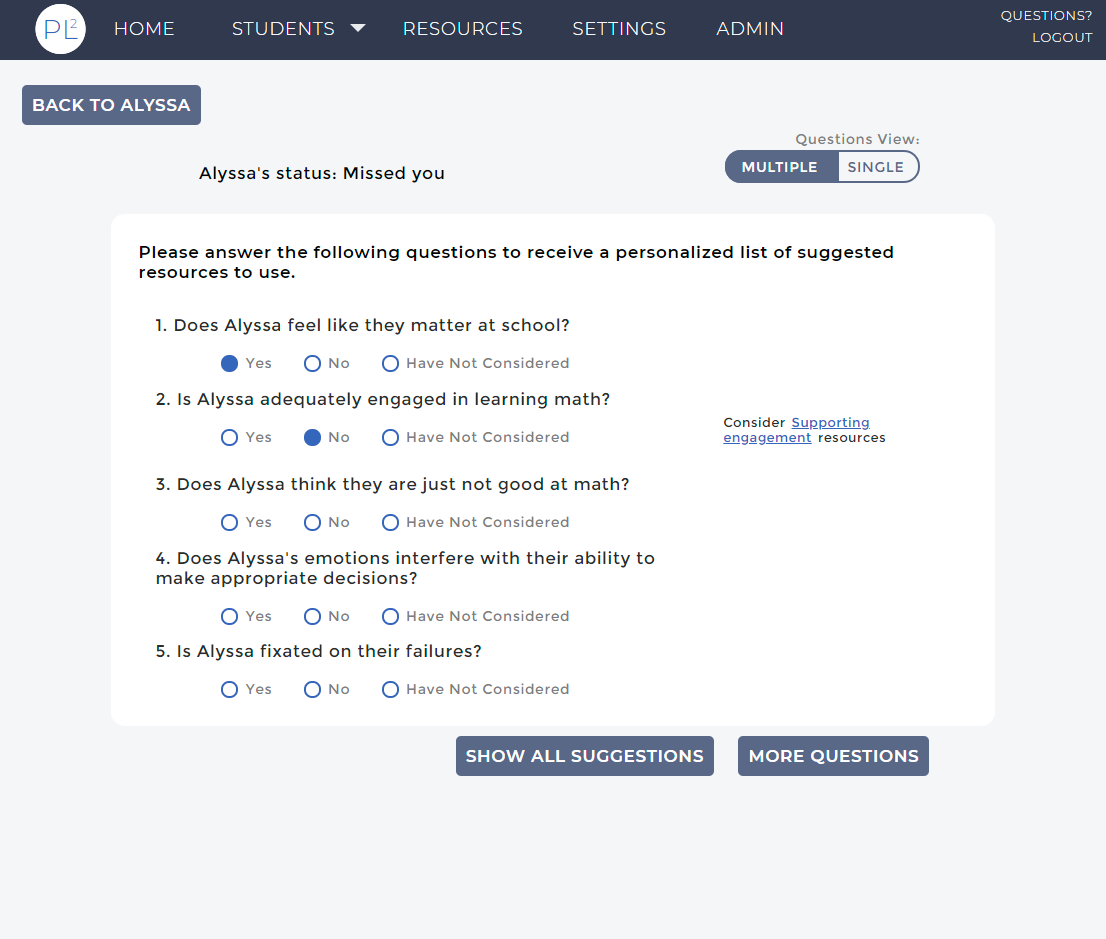 PL2
HOME STUDENTS RESOURCES SETTINGS ADMIN
QUESTIONS?
LOGOUT
BACK TO ALYSSA
Questions View:
Alyssa's status: Missed you
MULTIPLE SINGLE
Please answer the following questions to receive a personalized list of suggested
resources to use.
1. Does Alyssa feel like they matter at school?
Yes No Have Not Considered
2. Is Alyssa adequately engaged in learning math?
Yes No Have Not Considered
Consider Supporting
engagement resources
3. Does Alyssa think they are just not good at math?
Yes No Have Not Considered
4. Does Alyssa's emotions interfere with their ability to
make appropriate decisions?
Yes No Have Not Considered
5. Is Alyssa fixated on their failures?
Yes No Have Not Considered
SHOW ALL SUGGESTIONS MORE QUESTIONS